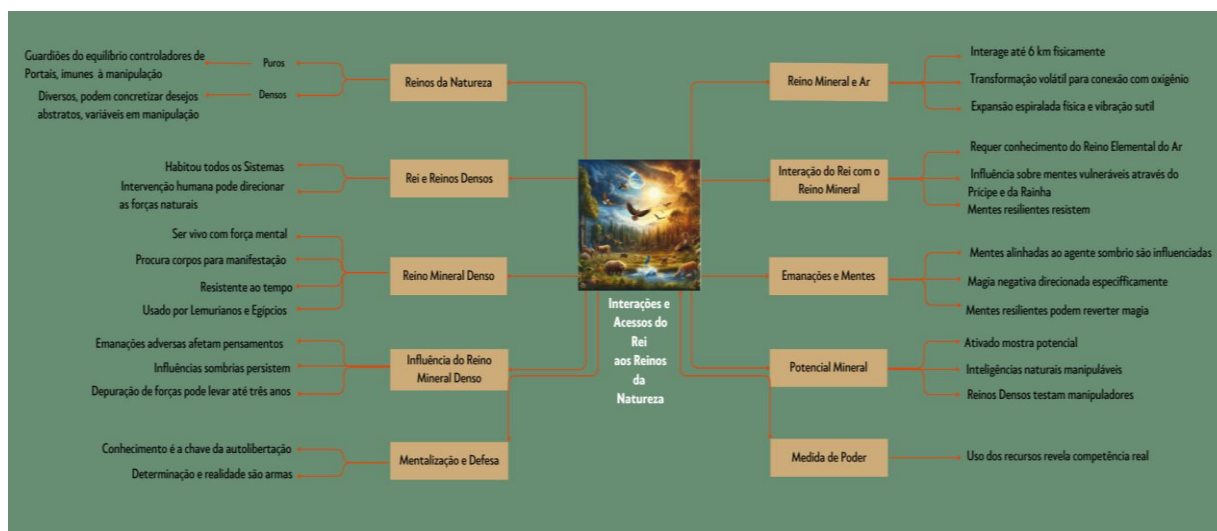 Interações e
Acessos do
Rei
aos Reinos
da
Natureza
Reinos da Natureza
Puros
Guardiões do equilíbrio controladores de
Portais, imunes à manipulação
Densos
Diversos, podem concretizar desejos
abstratos, variáveis em manipulação
Rei e Reinos Densos
Habitou todos os Sistemas
Intervenção humana pode direcionar
as forças naturais
Reino Mineral Denso
Ser vivo com força mental
Procura corpos para manifestação
Resistente ao tempo
Usado por Lemurianos e Egípcios
Influência do Reino
Mineral Denso
Emanações adversas afetam pensamentos
Influências sombrias persistem
Depuração de forças pode levar até três anos
Mentalização e Defesa
Conhecimento é a chave da autolibertação
Determinação e realidade são armas
Reino Mineral e Ar
Interage até 6 km fisicamente
Transformação volátil para conexão com oxigênio
Expansão espiralada física e vibração sutil
Interação do Rei com o
Reino Mineral
Requer conhecimento do Reino Elemental do Ar
Influência sobre mentes vulneráveis através do
Prícipe e da Rainha
Mentes resilientes resistem
Emanações e Mentes
Mentes alinhadas ao agente sombrio são influenciadas
Magia negativa direcionada especifficamente
Mentes resilientes podem reverter magia
Potencial Mineral
Ativado mostra potencial
Inteligências naturais manipuláveis
Reinos Densos testam manipuladores
Medida de Poder
Uso dos recursos revela competência real